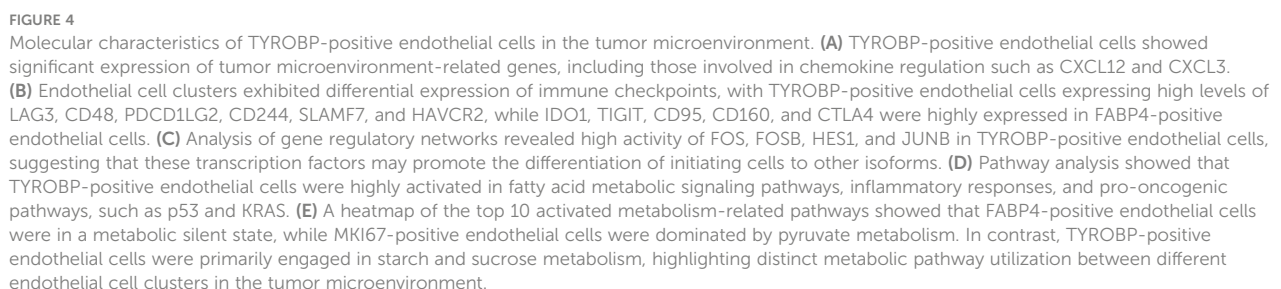 FIGURE 4
Molecular characteristics of TYROBP-positive endothelial cells in the tumor microenvironment. (A) TYROBP-positive endothelial cells showed
significant expression of tumor microenvironment-related genes, including those involved in chemokine regulation such as CXCL12 and CXCL3.
(B) Endothelial cell clusters exhibited differential expression of immune checkpoints, with TYROBP-positive endothelial cells expressing high levels of
LAG3, CD48, PDCD1LG2, CD244, SLAMF7, and HAVCR2, while IDO1, TIGIT, CD95, CD160, and CTLA4 were highly expressed in FABP4-positive
endothelial cells. (C) Analysis of gene regulatory networks revealed high activity of FOS, FOSB, HES1, and JUNB in TYROBP-positive endothelial cells,
suggesting that these transcription factors may promote the differentiation of initiating cells to other isoforms. (D) Pathway analysis showed that
TYROBP-positive endothelial cells were highly activated in fatty acid metabolic signaling pathways, inflammatory responses, and pro-oncogenic
pathways, such as p53 and KRAS. (E) A heatmap of the top 10 activated metabolism-related pathways showed that FABP4-positive endothelial cells
were in a metabolic silent state, while MKI67-positive endothelial cells were dominated by pyruvate metabolism. In contrast, TYROBP-positive
endothelial cells were primarily engaged in starch and sucrose metabolism, highlighting distinct metabolic pathway utilization between different
endothelial cell clusters in the tumor microenvironment.